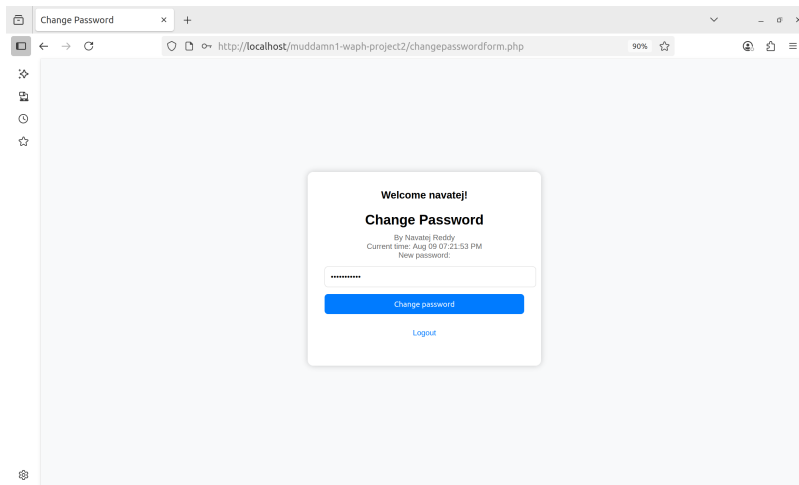 Change Password
http://localhost/muddamn1-waph-project2/changepasswordform.php
90%
Welcome navatej!
Change Password
By Navatej Reddy
Current time: Aug 09 07:21:53 PM
New password:
•••••••••••
Change password
Logout